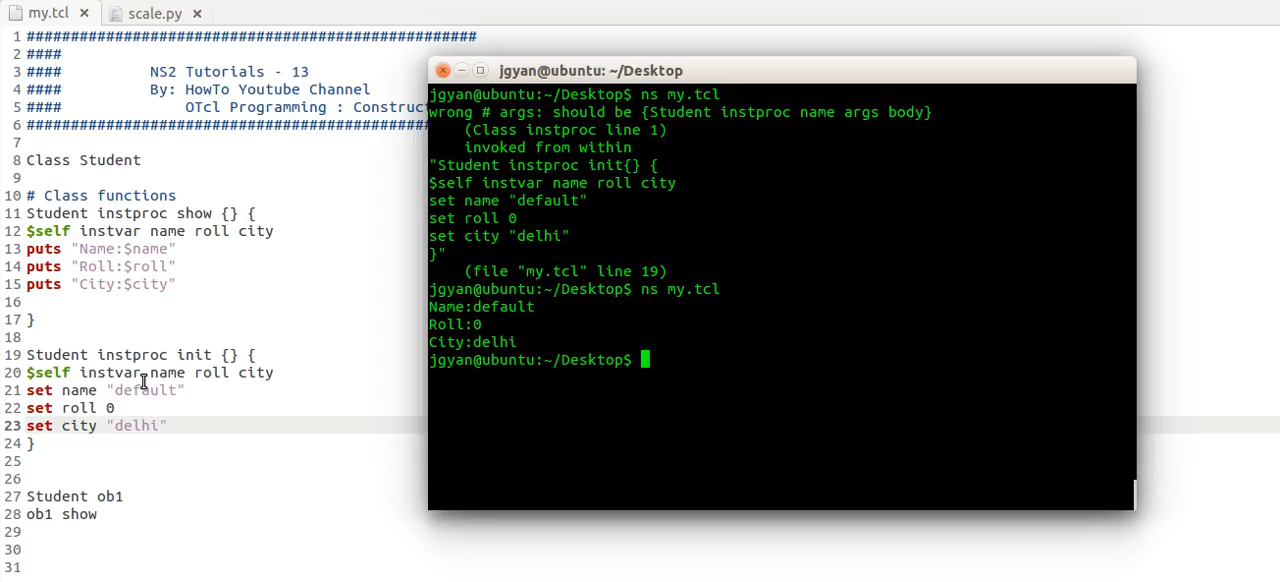 my.tcl
scale.py
1 ###################################################
2 ####
3 #### NS2 Tutorials - 13
4 #### By: HowTo Youtube Channel
5 #### OTcl Programming : Construct
6 ##############################################
7
8 Class Student
9
10 # Class functions
11 Student instproc show {} {
12 $self instvar name roll city
13 puts "Name:$name"
14 puts "Roll:$roll"
15 puts "City:$city"
16
17 }
18
19 Student instproc init {} {
20 $self instvar name roll city
21 set name "default"
22 set roll 0
23 set city "delhi"
24 }
25
26
27 Student ob1
28 ob1 show
29
30
31
jgyan@ubuntu: ~/Desktop
jgyan@ubuntu:~/Desktop$ ns my.tcl
wrong # args: should be {Student instproc name args body}
(Class instproc line 1)
invoked from within
"Student instproc init{} {
$self instvar name roll city
set name "default"
set roll 0
set city "delhi"
}"
(file "my.tcl" line 19)
jgyan@ubuntu:~/Desktop$ ns my.tcl
Name:default
Roll:0
City:delhi
jgyan@ubuntu:~/Desktop$